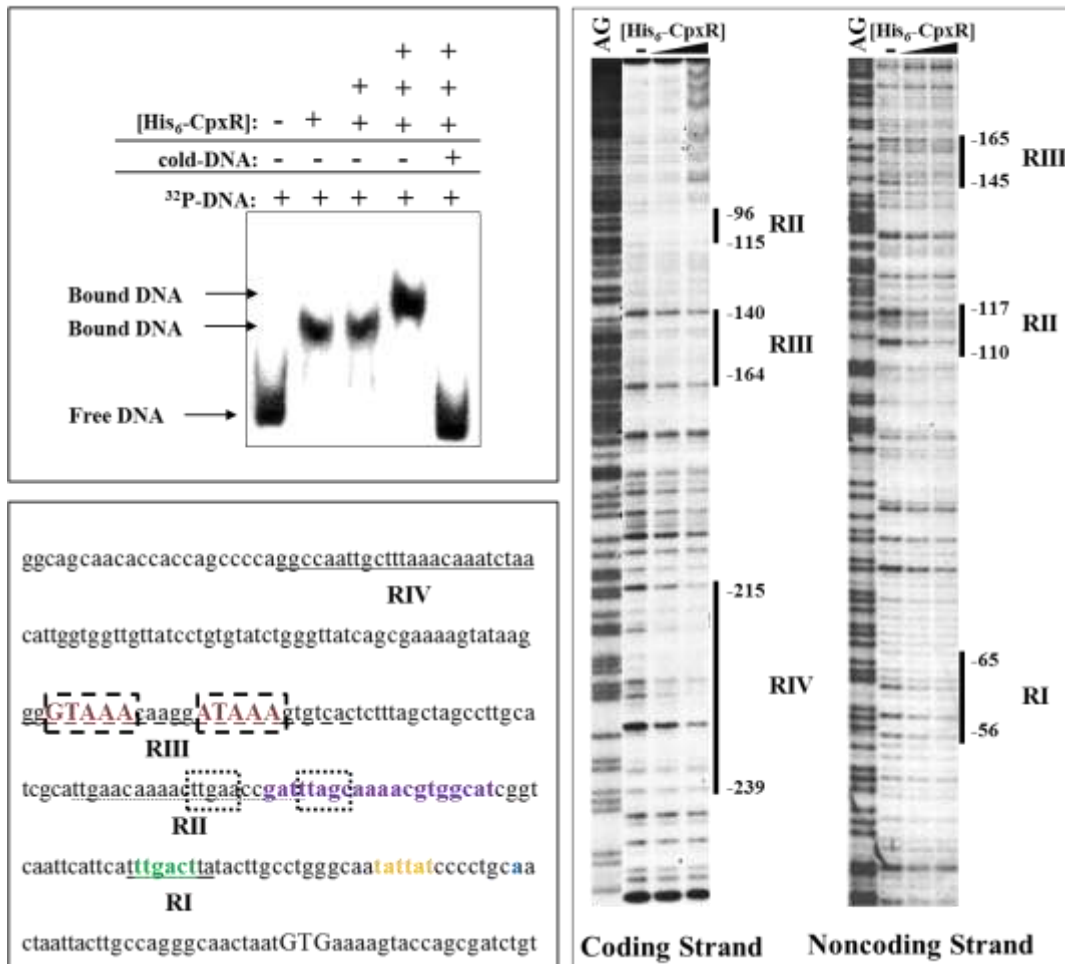 + +
+ + +
[His6-CpxR]: - + + + +
cold-DNA: - - - - +
32P-DNA: + + + + +
Bound DNA
Bound DNA
Free DNA
ggcagcaacaccaccagccccaggccaattgctttaaacaaatctaa
RIV
cattggtggttgttatcctgtgtatctgggttatcagcgaaaagtataag
ggGTAAAcaaggATAAAgtgtcactctttagctagccttgca
RIII
tcgcattgaacaaaacttgaaccgatttagcaaaacgtggcatcggt
RII
caattcattcatttgacttatacttgcctgggcaatattatcccctgcaa
RI
ctaattacttgccagggcaactaatGTGaaaagtaccagcgatctgt
AG [His6-CpxR]
-
-96
RII
-115
-140
RIII
-164
-215
RIV
-239
Coding Strand
AG [His6-CpxR]
-
-165
RIII
-145
-117
RII
-110
-65
RI
-56
Noncoding Strand